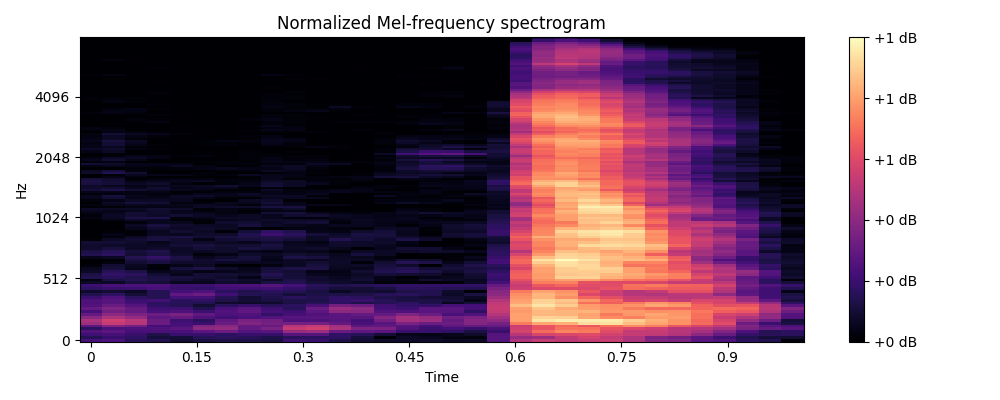 Normalized Mel-frequency spectrogram
Hz
4096
2048
1024
512
0
0 0.15 0.3 0.45 0.6 0.75 0.9
Time
+1 dB
+1 dB
+1 dB
+0 dB
+0 dB
+0 dB